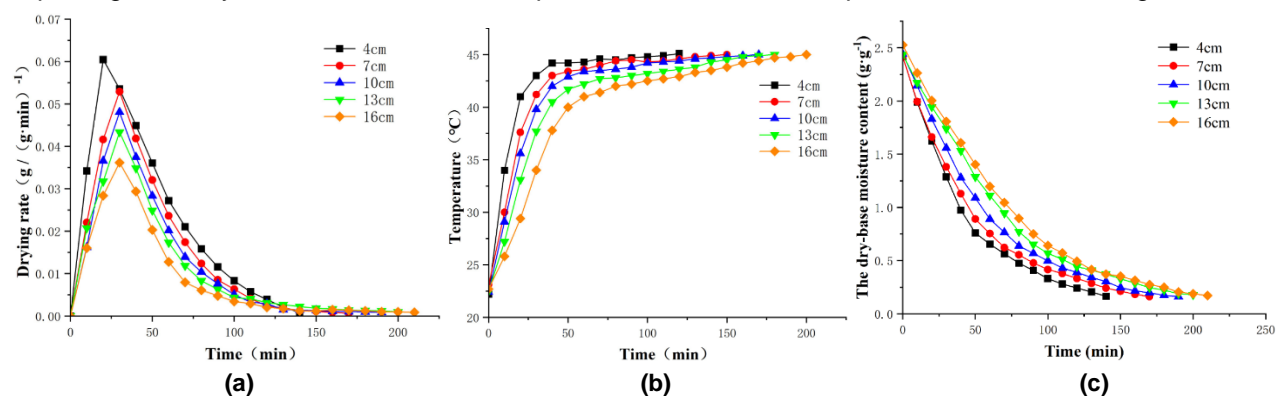 0.07
0.06
0.05
0.04
0.03
0.02
0.01
0.00
0
50
100
150
200
Drying rate（g /（g·min）⁻¹
Time（min）
4cm
7cm
10cm
13cm
16cm
(a)
45
40
35
30
25
20
0
50
100
150
200
Temperature（℃）
Time（min）
4cm
7cm
10cm
13cm
16cm
(b)
2.5
2.0
1.5
1.0
0.5
0.0
0
50
100
150
200
250
The dry-base moisture content (g·g⁻¹)
Time (min)
4cm
7cm
10cm
13cm
16cm
(c)